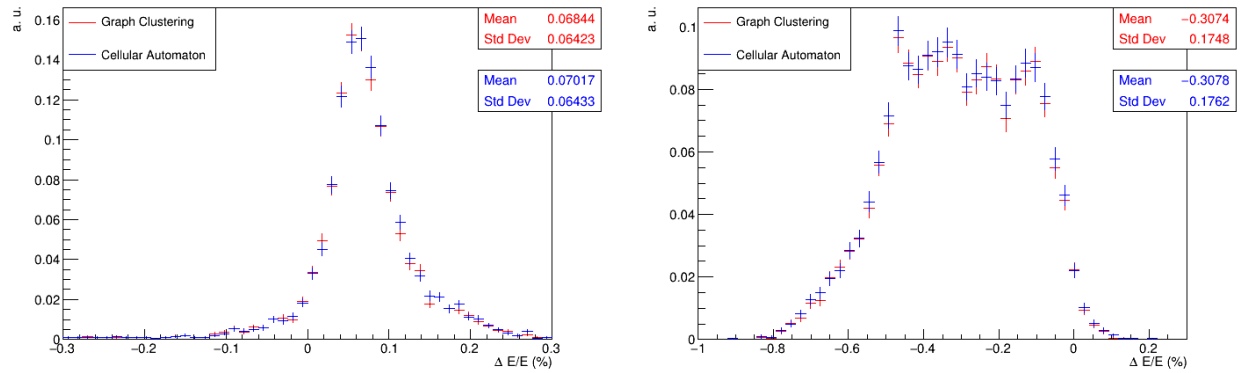 a. u.
Graph Clustering
Cellular Automaton
Mean 0.06844
Std Dev 0.06423
Mean 0.07017
Std Dev 0.06433
0.16
0.14
0.12
0.1
0.08
0.06
0.04
0.02
0
−0.3 −0.2 −0.1 0 0.1 0.2 0.3
Δ E/E (%)
a. u.
Graph Clustering
Cellular Automaton
Mean −0.3074
Std Dev 0.1748
Mean −0.3078
Std Dev 0.1762
0.1
0.08
0.06
0.04
0.02
0
−1 −0.8 −0.6 −0.4 −0.2 0 0.2
Δ E/E (%)